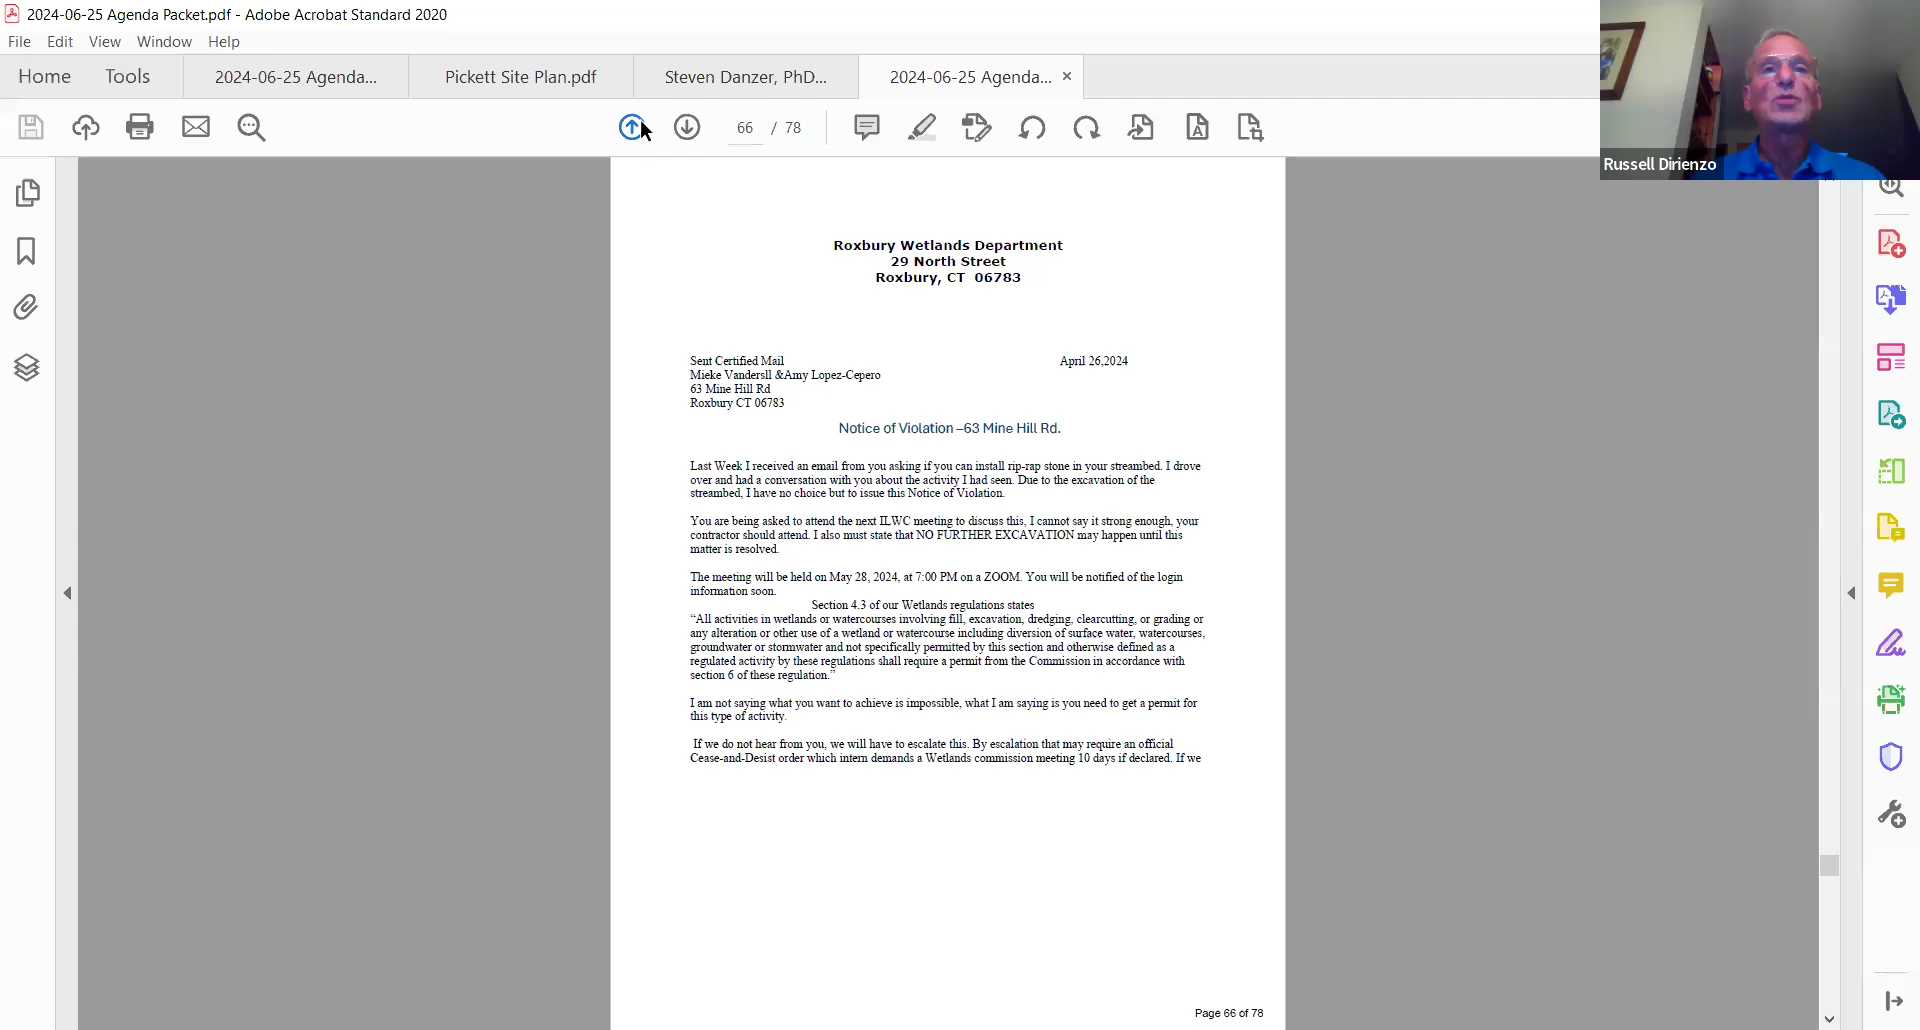 2024-06-25 Agenda Packet.pdf - Adobe Acrobat Standard 2020
File Edit View Window Help
Home Tools 2024-06-25 Agenda... Pickett Site Plan.pdf Steven Danzer, PhD... 2024-06-25 Agenda... ×
66 / 78
Russell Dirienzo
Roxbury Wetlands Department
29 North Street
Roxbury, CT 06783
Sent Certified Mail April 26,2024
Mieke Vandersll &Amy Lopez-Cepero
63 Mine Hill Rd
Roxbury CT 06783
Notice of Violation –63 Mine Hill Rd.
Last Week I received an email from you asking if you can install rip-rap stone in your streambed. I drove
over and had a conversation with you about the activity I had seen. Due to the excavation of the
streambed, I have no choice but to issue this Notice of Violation.
You are being asked to attend the next ILWC meeting to discuss this, I cannot say it strong enough, your
contractor should attend. I also must state that NO FURTHER EXCAVATION may happen until this
matter is resolved.
The meeting will be held on May 28, 2024, at 7:00 PM on a ZOOM. You will be notified of the login
information soon.
Section 4.3 of our Wetlands regulations states
“All activities in wetlands or watercourses involving fill, excavation, dredging, clearcutting, or grading or
any alteration or other use of a wetland or watercourse including diversion of surface water, watercourses,
groundwater or stormwater and not specifically permitted by this section and otherwise defined as a
regulated activity by these regulations shall require a permit from the Commission in accordance with
section 6 of these regulation.”
I am not saying what you want to achieve is impossible, what I am saying is you need to get a permit for
this type of activity.
If we do not hear from you, we will have to escalate this. By escalation that may require an official
Cease-and-Desist order which intern demands a Wetlands commission meeting 10 days if declared. If we
Page 66 of 78